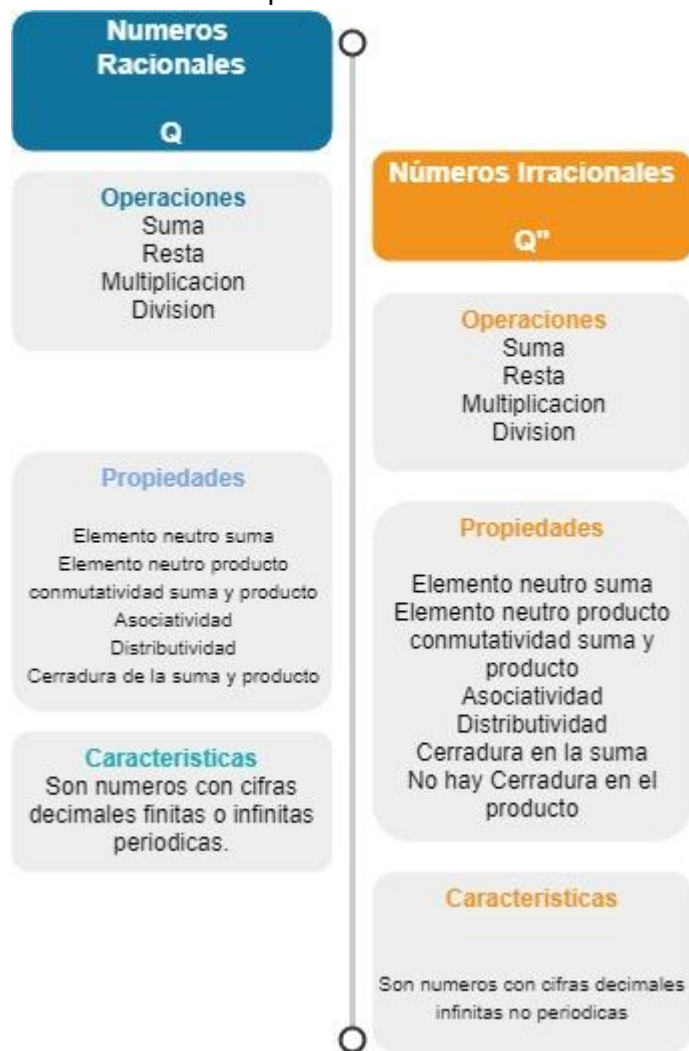 Numeros
Racionales
Q
Operaciones
Suma
Resta
Multiplicacion
Division
Propiedades
Elemento neutro suma
Elemento neutro producto
conmutatividad suma y producto
Asociatividad
Distributividad
Cerradura de la suma y producto
Caracteristicas
Son numeros con cifras
decimales finitas o infinitas
periodicas.
Números Irracionales
Q"
Operaciones
Suma
Resta
Multiplicacion
Division
Propiedades
Elemento neutro suma
Elemento neutro producto
conmutatividad suma y
producto
Asociatividad
Distributividad
Cerradura en la suma
No hay Cerradura en el
producto
Caracteristicas
Son numeros con cifras decimales
infinitas no periodicas